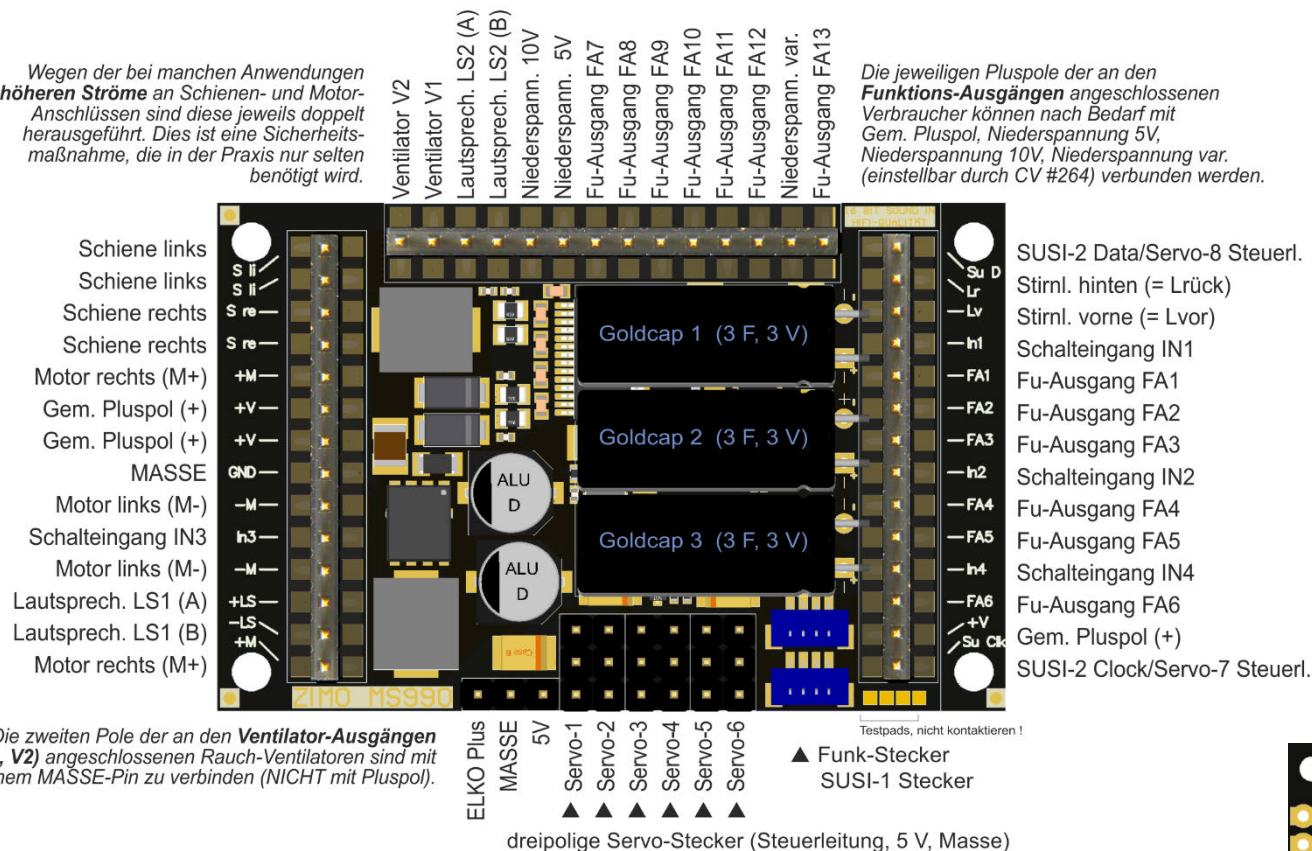 Wegen der bei manchen Anwendungen
höheren Ströme an Schienen- und Motor-
Anschlüssen sind diese jeweils doppelt
herausgeführt. Dies ist eine Sicherheits-
maßnahme, die in der Praxis nur selten
benötigt wird.
Ventilator V2
Ventilator V1
Lautsprech. LS2 (A)
Lautsprech. LS2 (B)
Niederspann. 10V
Niederspann. 5V
Fu-Ausgang FA7
Fu-Ausgang FA8
Fu-Ausgang FA9
Fu-Ausgang FA10
Fu-Ausgang FA11
Fu-Ausgang FA12
Niederspann. var.
Fu-Ausgang FA13
Die jeweiligen Pluspole der an den
Funktions-Ausgängen angeschlossenen
Verbraucher können nach Bedarf mit
Gem. Pluspol, Niederspannung 5V,
Niederspannung 10V, Niederspannung var.
(einstellbar durch CV #264) verbunden werden.
16 BIT SOUND IN
HIFI-QUALITÄT
Schiene links
Schiene links
Schiene rechts
Schiene rechts
Motor rechts (M+)
Gem. Pluspol (+)
Gem. Pluspol (+)
MASSE
Motor links (M-)
Schalteingang IN3
Motor links (M-)
Lautsprech. LS1 (A)
Lautsprech. LS1 (B)
Motor rechts (M+)
S li
S li
S re
S re
+M
+V
+V
GND
-M
In3
-M
+LS
-LS
+M
Goldcap 1 (3 F, 3 V)
Goldcap 2 (3 F, 3 V)
Goldcap 3 (3 F, 3 V)
ALU
D
ALU
D
Case B
ZIMO MS990
Su D
Lr
Lv
In1
FA1
FA2
FA3
In2
FA4
FA5
In4
FA6
+V
Su Clk
SUSI-2 Data/Servo-8 Steuerl.
Stirnl. hinten (= Lrück)
Stirnl. vorne (= Lvor)
Schalteingang IN1
Fu-Ausgang FA1
Fu-Ausgang FA2
Fu-Ausgang FA3
Schalteingang IN2
Fu-Ausgang FA4
Fu-Ausgang FA5
Schalteingang IN4
Fu-Ausgang FA6
Gem. Pluspol (+)
SUSI-2 Clock/Servo-7 Steuerl.
Testpads, nicht kontaktieren !
Die zweiten Pole der an den Ventilator-Ausgängen
, V2) angeschlossenen Rauch-Ventilatoren sind mit
nem MASSE-Pin zu verbinden (NICHT mit Pluspol).
ELKO Plus
MASSE
5V
▲ Servo-1
▲ Servo-2
▲ Servo-3
▲ Servo-4
▲ Servo-5
▲ Servo-6
▲ Funk-Stecker
SUSI-1 Stecker
dreipolige Servo-Stecker (Steuerleitung, 5 V, Masse)